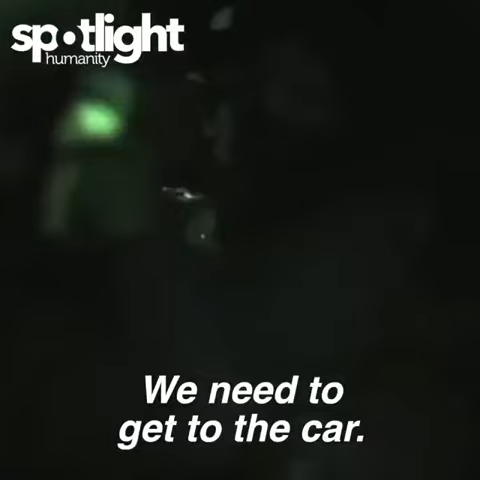 spotlight
humanity
We need to
get to the car.